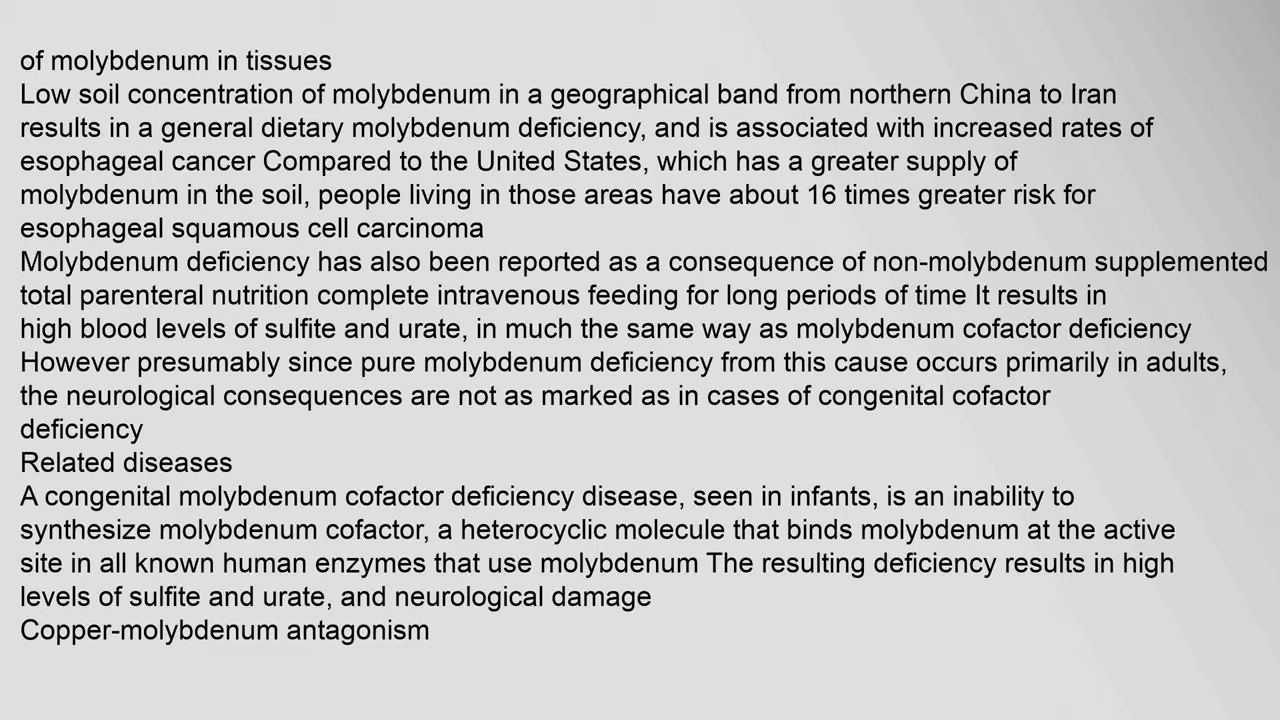 of molybdenum in tissues
Low soil concentration of molybdenum in a geographical band from northern China to Iran
results in a general dietary molybdenum deficiency, and is associated with increased rates of
esophageal cancer Compared to the United States, which has a greater supply of
molybdenum in the soil, people living in those areas have about 16 times greater risk for
esophageal squamous cell carcinoma
Molybdenum deficiency has also been reported as a consequence of non-molybdenum supplemented
total parenteral nutrition complete intravenous feeding for long periods of time It results in
high blood levels of sulfite and urate, in much the same way as molybdenum cofactor deficiency
However presumably since pure molybdenum deficiency from this cause occurs primarily in adults,
the neurological consequences are not as marked as in cases of congenital cofactor
deficiency
Related diseases
A congenital molybdenum cofactor deficiency disease, seen in infants, is an inability to
synthesize molybdenum cofactor, a heterocyclic molecule that binds molybdenum at the active
site in all known human enzymes that use molybdenum The resulting deficiency results in high
levels of sulfite and urate, and neurological damage
Copper-molybdenum antagonism